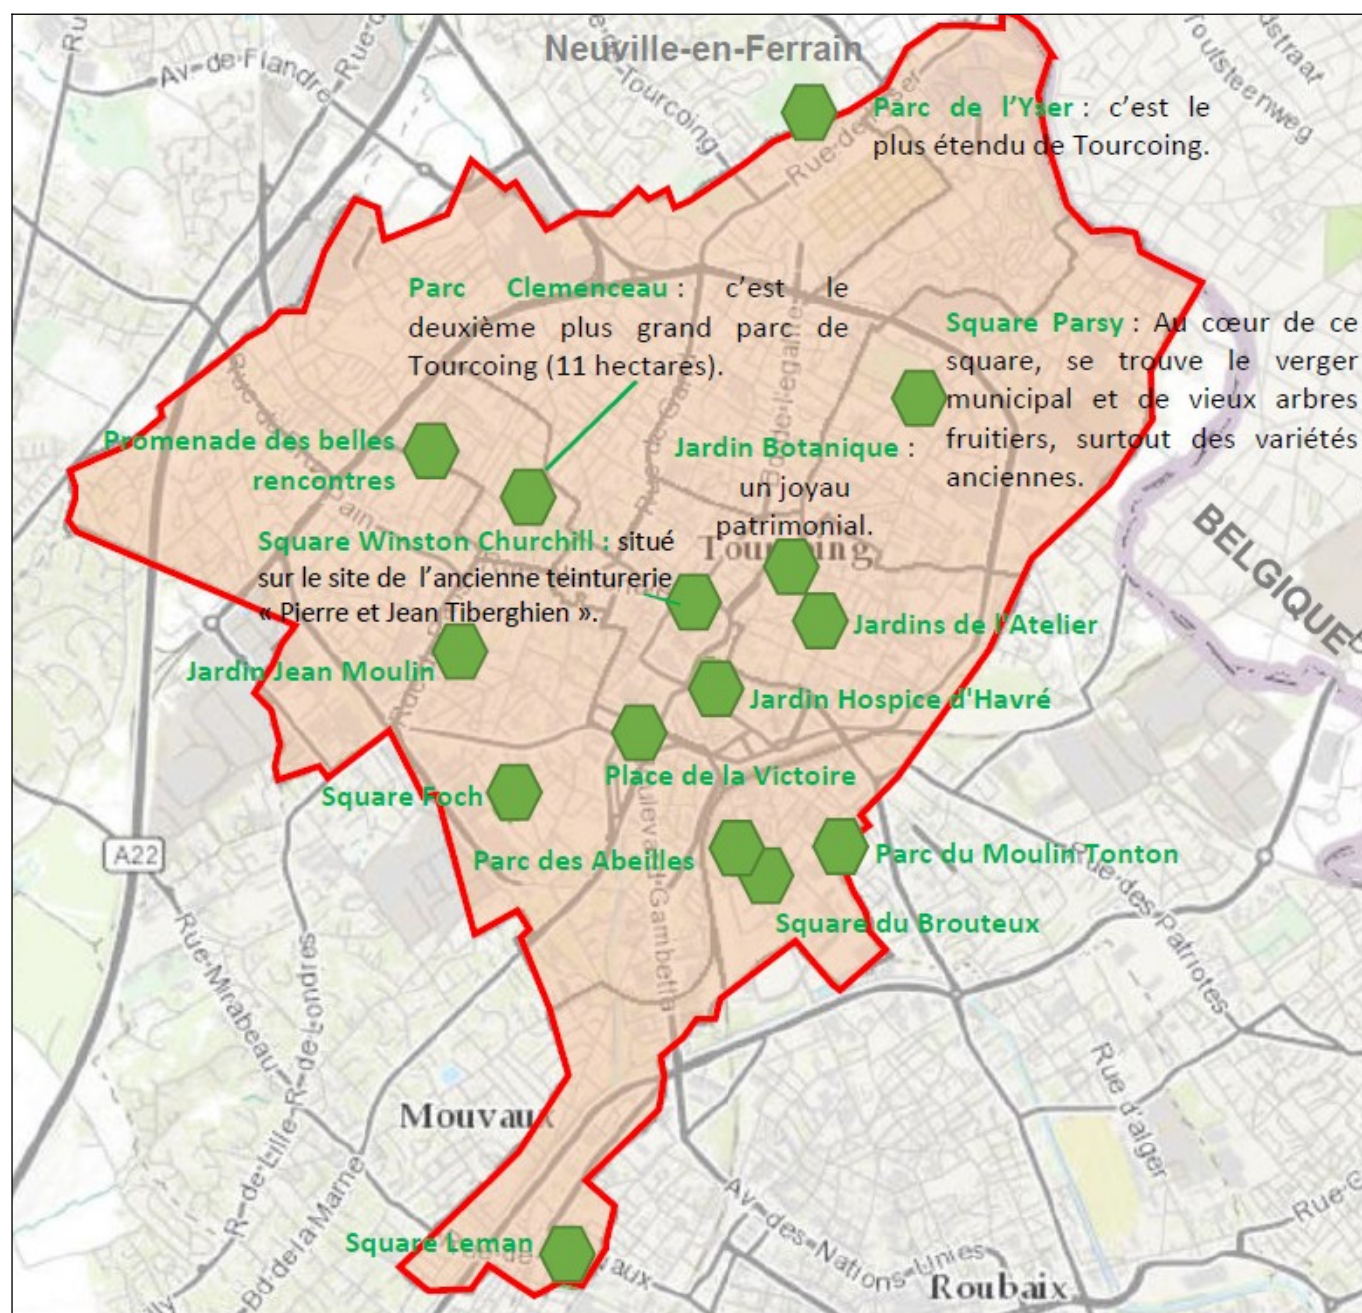 Neuville-en-Ferrain
Av-de-Flandre
Tourcoing
Parc de l'Yser : c'est le
plus étendu de Tourcoing.
Parc Clemenceau : c'est le
deuxième plus grand parc de
Tourcoing (11 hectares).
Square Parsy : Au cœur de ce
square, se trouve le verger
municipal et de vieux arbres
fruitiers, surtout des variétés
anciennes.
Promenade des belles
rencontres
Jardin Botanique :
un joyau
patrimonial.
Rue de Gand
Tourcoing
BELGIQUE
Square Winston Churchill : situé
sur le site de l'ancienne teinturerie
« Pierre et Jean Tiberghien ».
Jardins de l'Atelier
Jardin Jean Moulin
Jardin Hospice d'Havré
Place de la Victoire
Square Foch
A22
Parc des Abeilles
Parc du Moulin Tonton
Square du Brouteux
Rue-des-Patriotes
Rue-Mirabeau
R-de-Lille-R-de-Londres
Rue d'alger
Mouvaux
Bd de la Marne
Av-des-Nations-Unies
Square Leman
Roubaix